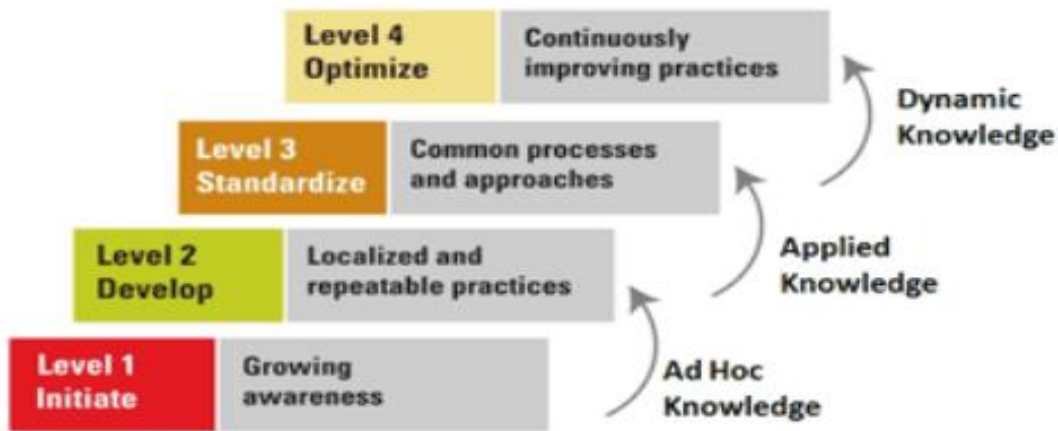 Level 4
Optimize
Continuously
improving practices
Dynamic
Knowledge
Level 3
Standardize
Common processes
and approaches
Applied
Knowledge
Level 2
Develop
Localized and
repeatable practices
Ad Hoc
Knowledge
Level 1
Initiate
Growing
awareness